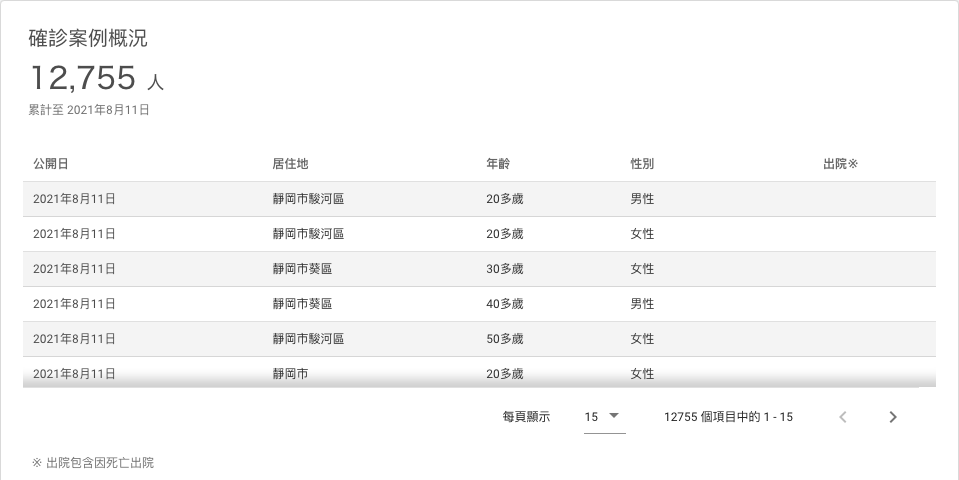 確診案例概況
12,755 人
累計至 2021年8月11日
公開日 居住地 年齡 性別 出院※
2021年8月11日 靜岡市駿河區 20多歲 男性
2021年8月11日 靜岡市駿河區 20多歲 女性
2021年8月11日 靜岡市葵區 30多歲 女性
2021年8月11日 靜岡市葵區 40多歲 男性
2021年8月11日 靜岡市駿河區 50多歲 女性
2021年8月11日 靜岡市 20多歲 女性
每頁顯示 15 12755 個項目中的 1 - 15
※ 出院包含因死亡出院